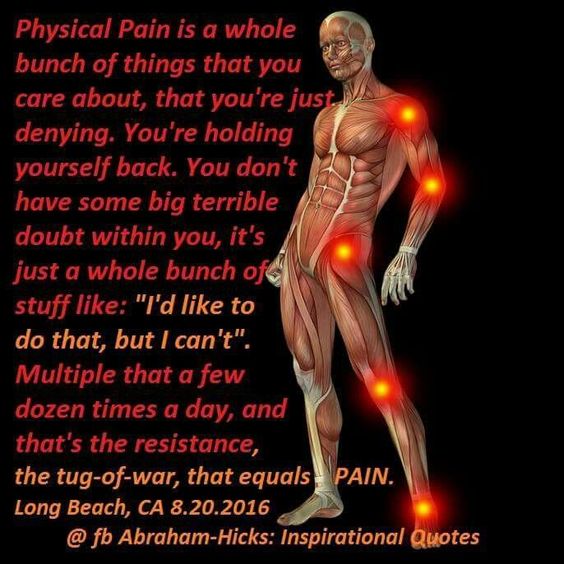 Physical Pain is a whole
bunch of things that you
care about, that you're just
denying. You're holding
yourself back. You don't
have some big terrible
doubt within you, it's
just a whole bunch of
stuff like: "I'd like to
do that, but I can't".
Multiple that a few
dozen times a day, and
that's the resistance,
the tug-of-war, that equals PAIN.
Long Beach, CA 8.20.2016
@ fb Abraham-Hicks: Inspirational Quotes